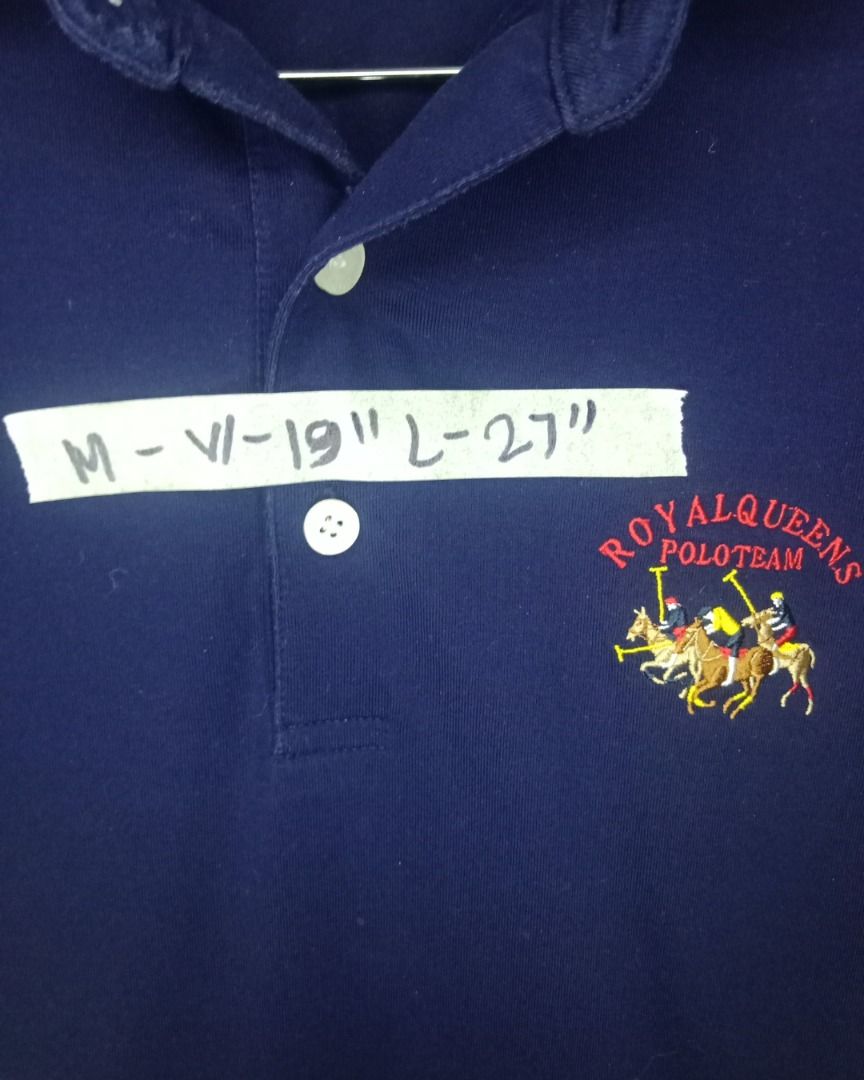 M - W - 19" L - 27"
ROYALQUEENS
POLOTEAM